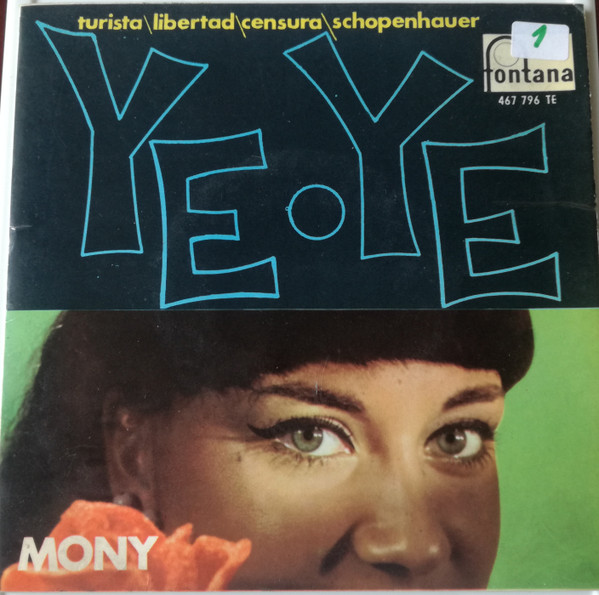 turista\libertad\censura\schopenhauer
1
fontana
467 796 TE
YE·YE
MONY